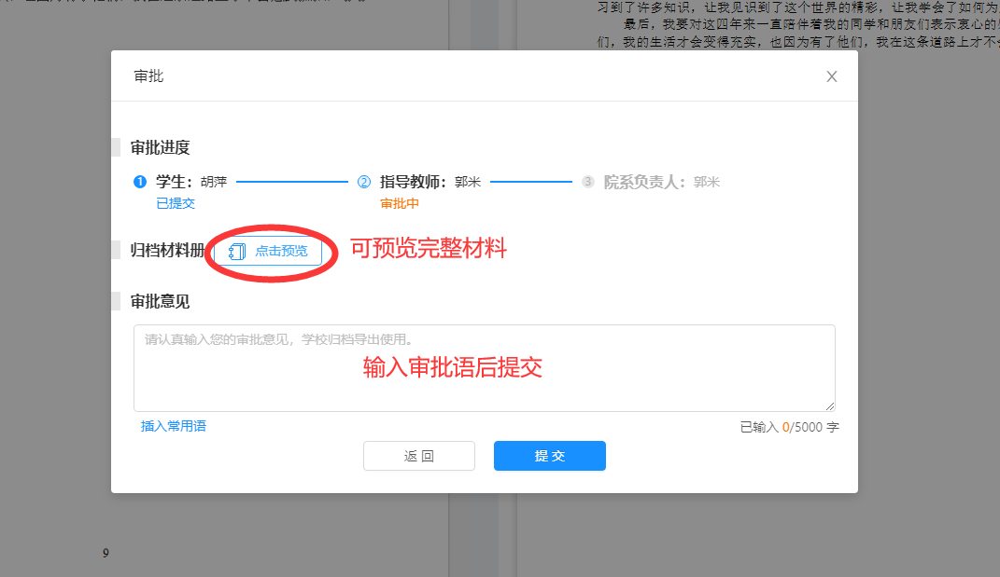 习到了许多知识，让我见识到了这个世界的精彩，让我学会了如何为
最后，我要对这四年来一直陪伴着我的同学和朋友们表示衷心的
们，我的生活才会变得充实，也因为有了他们，我在这条道路上才不
审批
X
审批进度
1 学生：胡萍
2 指导教师：郭米
3 院系负责人：郭米
已提交
审批中
归档材料册
点击预览
可预览完整材料
审批意见
请认真输入您的审批意见，学校归档导出使用。
输入审批语后提交
插入常用语
已输入 0/5000 字
返 回
提 交
9